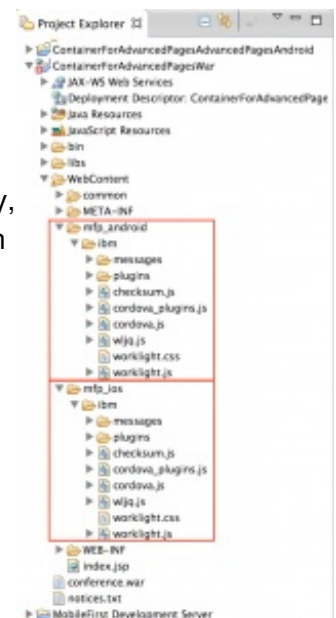 Project Explorer
ContainerForAdvancedPagesAdvancedPagesAndroid
ContainerForAdvancedPagesWar
JAX-WS Web Services
Deployment Descriptor: ContainerForAdvancedPage
Java Resources
JavaScript Resources
bin
libs
WebContent
common
META-INF
mfp_android
ibm
messages
plugins
checksum.js
cordova_plugins.js
cordova.js
wljq.js
worklight.css
worklight.js
mfp_ios
ibm
messages
plugins
checksum.js
cordova_plugins.js
cordova.js
wljq.js
worklight.css
worklight.js
WEB-INF
index.jsp
conference.war
notices.txt
MobileFirst Development Server